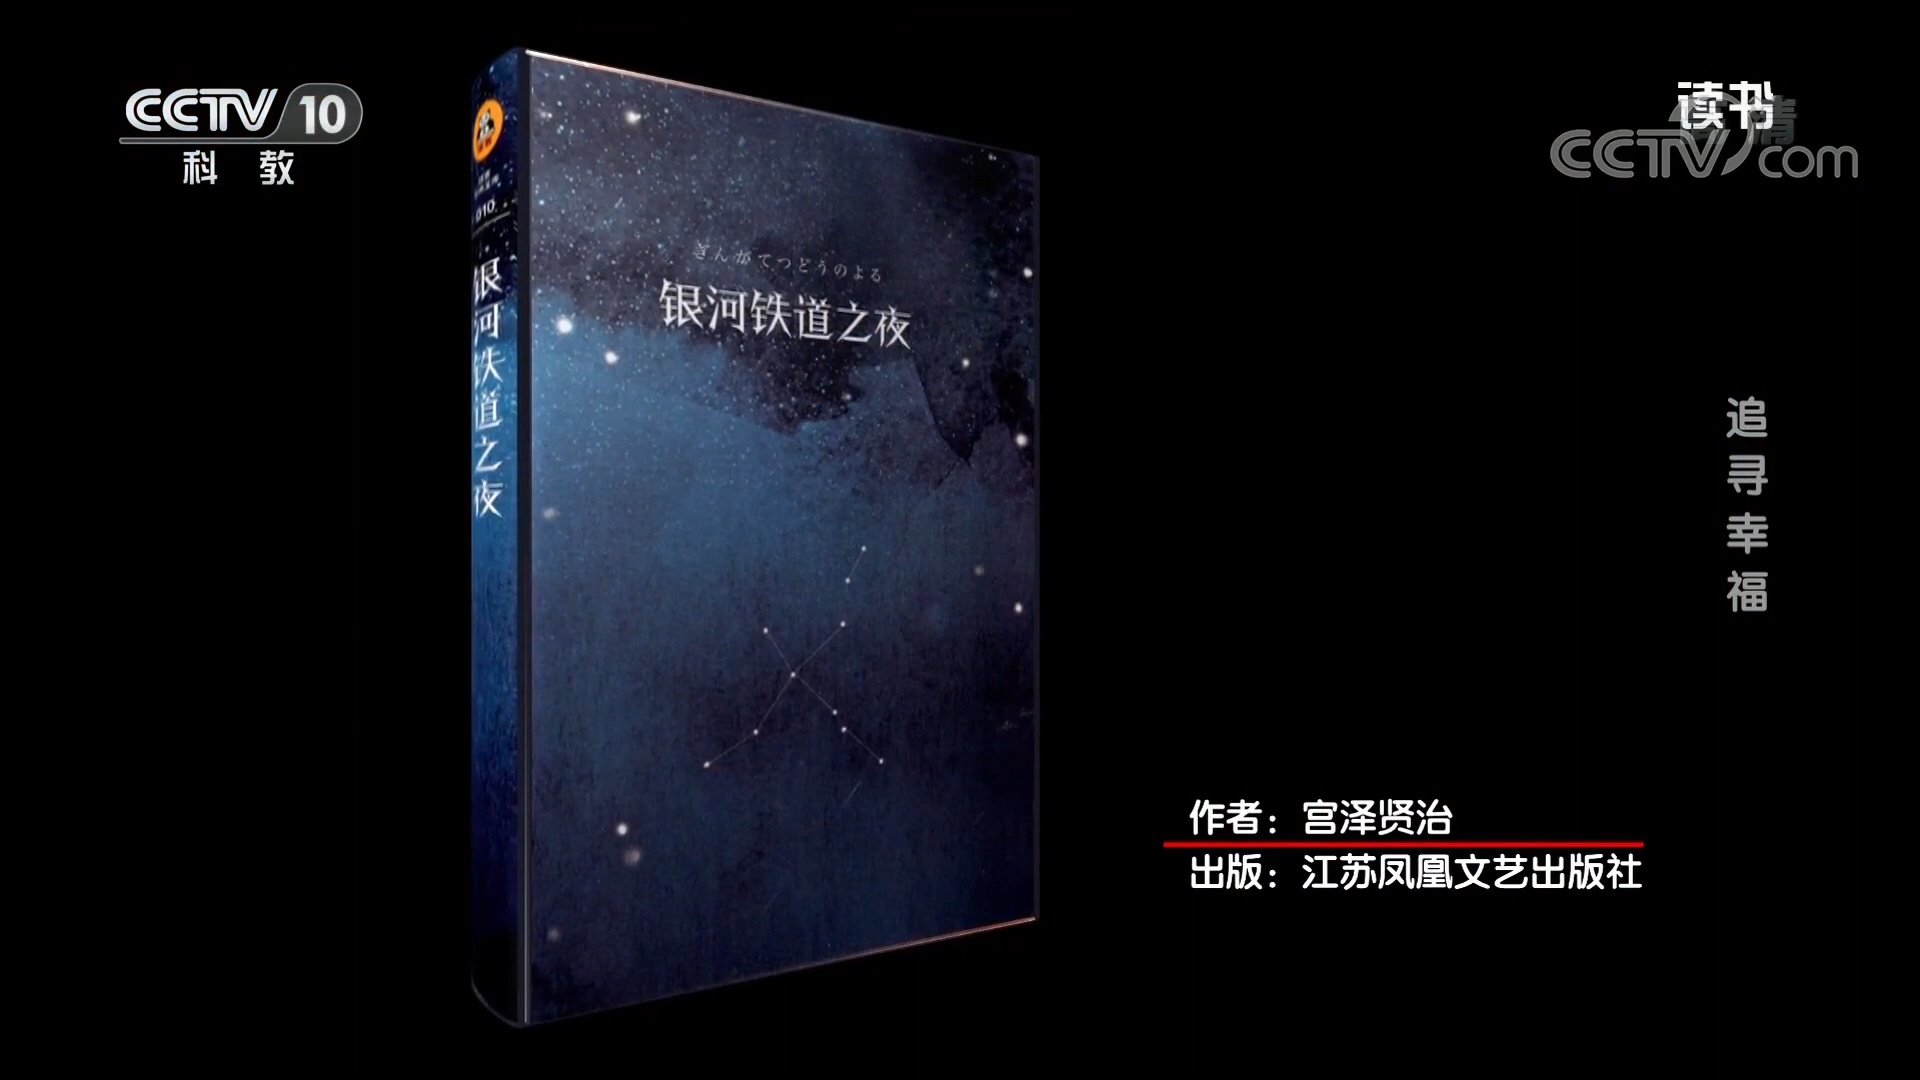 CCTV 10
科 教
读书
CCTV.com
010
银河铁道之夜
ぎんがてつどうのよる
银河铁道之夜
追寻幸福
作者：宫泽贤治
出版：江苏凤凰文艺出版社